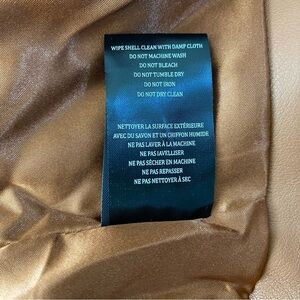 WIPE SHELL CLEAN WITH DAMP CLOTH
DO NOT MACHINE WASH
DO NOT BLEACH
DO NOT TUMBLE DRY
DO NOT IRON
DO NOT DRY CLEAN
NETTOYER LA SURFACE EXTÉRIEURE
AVEC DU SAVON ET UN CHIFFON HUMIDE
NE PAS LAVER À LA MACHINE
NE PAS JAVELLISER
NE PAS SÉCHER EN MACHINE
NE PAS REPASSER
NE PAS NETTOYER À SEC